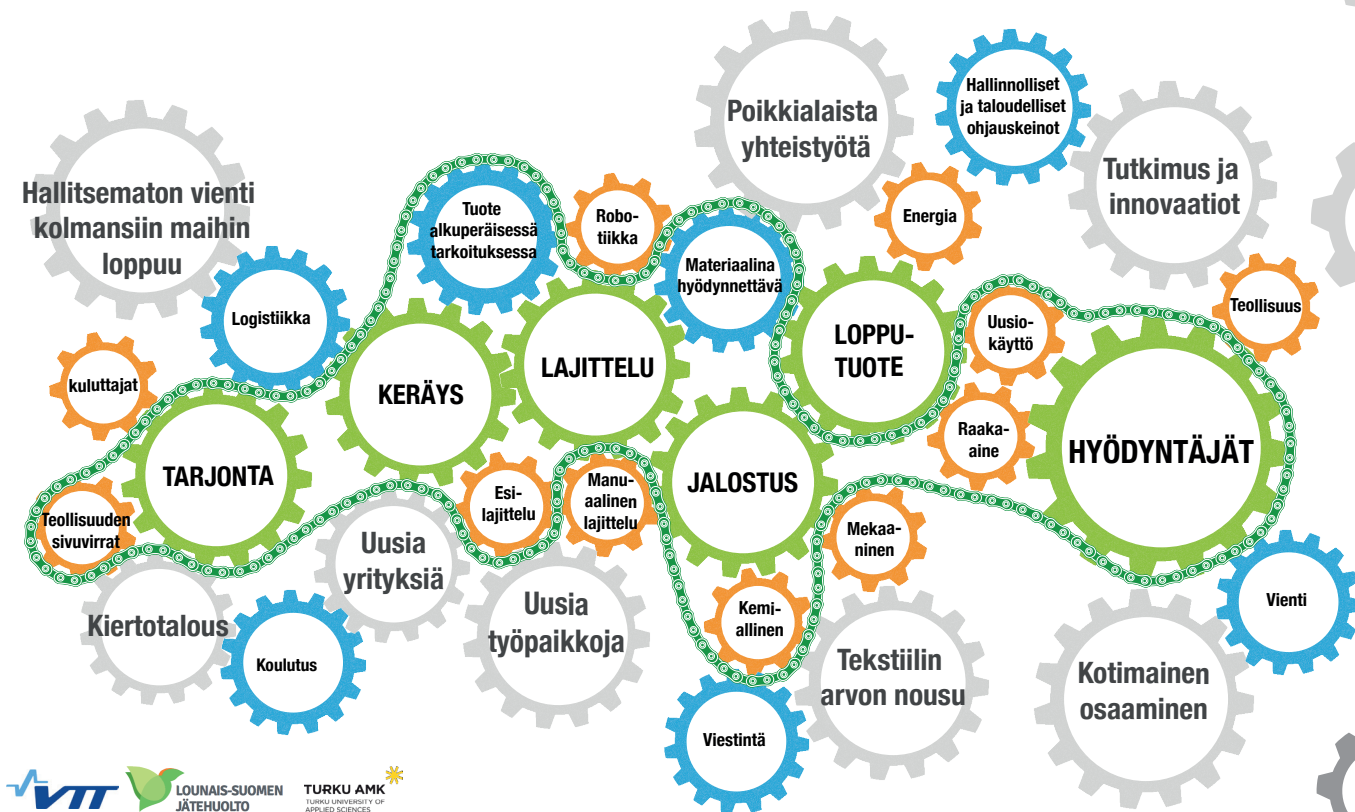 Hallitsematon vienti
kolmansiin maihin
loppuu
Logistiikka
kuluttajat
TARJONTA
Teollisuuden
sivuvirrat
Kiertotalous
Koulutus
Tuote
alkuperäisessä
tarkoituksessa
KERÄYS
Uusia
yrityksiä
Esi-
lajittelu
Robo-
tiikka
LAJITTELU
Manu-
aalinen
lajittelu
Uusia
työpaikkoja
Poikkialaista
yhteistyötä
Materiaalina
hyödynnettävä
JALOSTUS
Kemi-
allinen
Viestintä
Mekaa-
ninen
Tekstiilin
arvon nousu
Hallinnolliset
ja taloudelliset
ohjauskeinot
Energia
LOPPU-
TUOTE
Uusio-
käyttö
Raaka-
aine
Tutkimus ja
innovaatiot
Teollisuus
HYÖDYNTÄJÄT
Vienti
Kotimainen
osaaminen
VTT
LOUNAIS-SUOMEN
JÄTEHUOLTO
TURKU AMK
TURKU UNIVERSITY OF
APPLIED SCIENCES